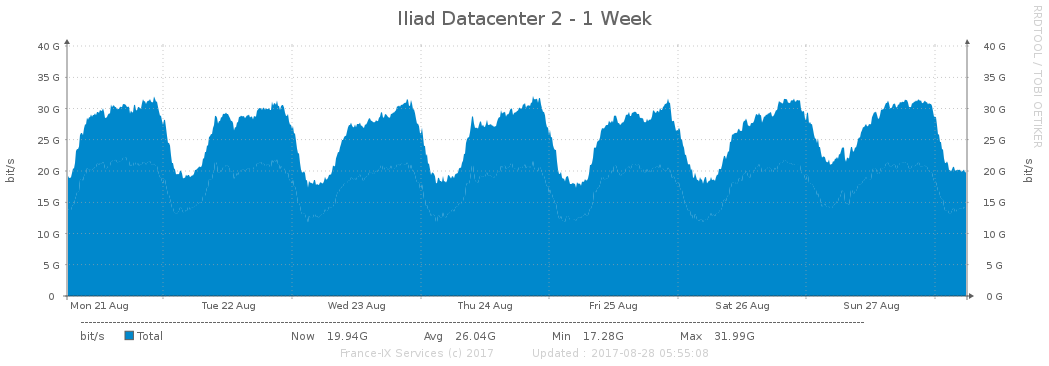 Iliad Datacenter 2 - 1 Week
RRDTOOL / TOBI OETIKER
bit/s
40 G 40 G
35 G 35 G
30 G 30 G
25 G 25 G
20 G 20 G
15 G 15 G
10 G 10 G
5 G 5 G
0 0 G
bit/s
Mon 21 Aug Tue 22 Aug Wed 23 Aug Thu 24 Aug Fri 25 Aug Sat 26 Aug Sun 27 Aug
bit/s Total Now 19.94G Avg 26.04G Min 17.28G Max 31.99G
France-IX Services (c) 2017 Updated : 2017-08-28 05:55:08